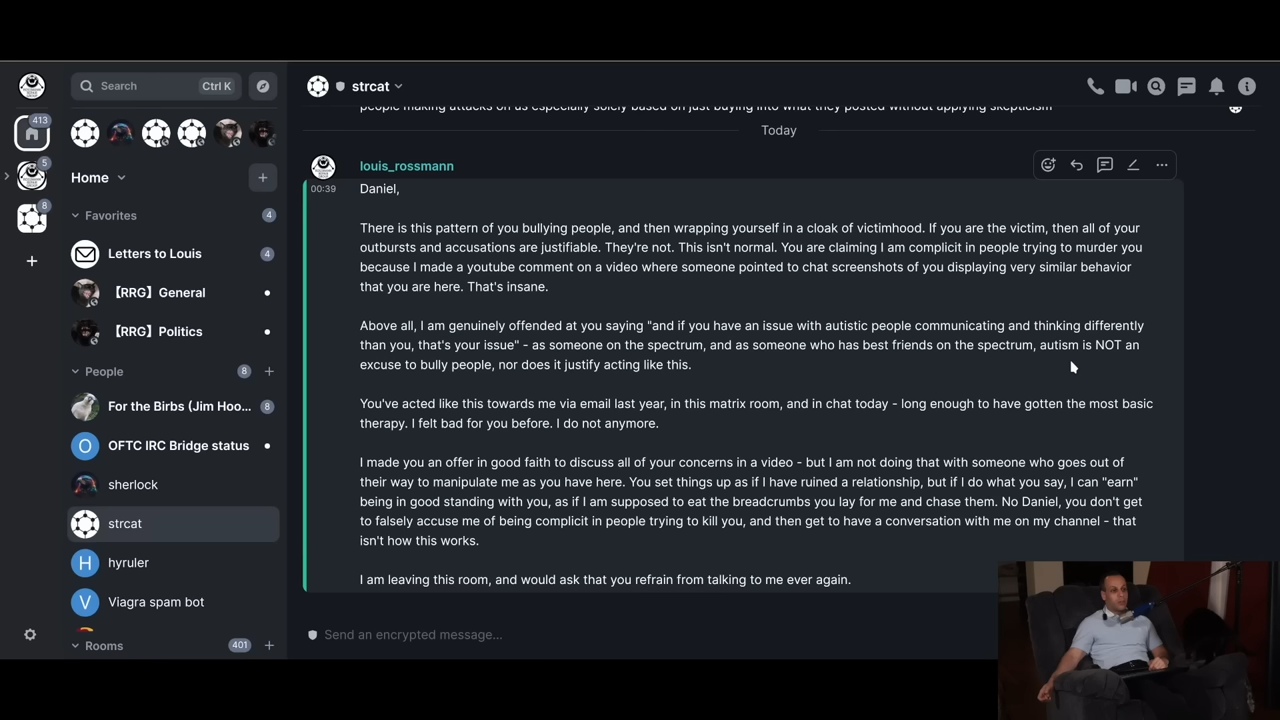 413
5
8
Search
Ctrl K
Home
Favorites
4
Letters to Louis
4
【RRG】General
【RRG】Politics
People
8
For the Birbs (Jim Hoo...
8
O
OFTC IRC Bridge status
sherlock
strcat
H
hyruler
V
Viagra spam bot
Rooms
401
strcat
people making attacks on us especially solely based on just buying into what they posted without applying skepticism
Today
louis_rossmann
00:39
Daniel,
There is this pattern of you bullying people, and then wrapping yourself in a cloak of victimhood. If you are the victim, then all of your
outbursts and accusations are justifiable. They're not. This isn't normal. You are claiming I am complicit in people trying to murder you
because I made a youtube comment on a video where someone pointed to chat screenshots of you displaying very similar behavior
that you are here. That's insane.
Above all, I am genuinely offended at you saying "and if you have an issue with autistic people communicating and thinking differently
than you, that's your issue" - as someone on the spectrum, and as someone who has best friends on the spectrum, autism is NOT an
excuse to bully people, nor does it justify acting like this.
You've acted like this towards me via email last year, in this matrix room, and in chat today - long enough to have gotten the most basic
therapy. I felt bad for you before. I do not anymore.
I made you an offer in good faith to discuss all of your concerns in a video - but I am not doing that with someone who goes out of
their way to manipulate me as you have here. You set things up as if I have ruined a relationship, but if I do what you say, I can "earn"
being in good standing with you, as if I am supposed to eat the breadcrumbs you lay for me and chase them. No Daniel, you don't get
to falsely accuse me of being complicit in people trying to kill you, and then get to have a conversation with me on my channel - that
isn't how this works.
I am leaving this room, and would ask that you refrain from talking to me ever again.
Send an encrypted message...